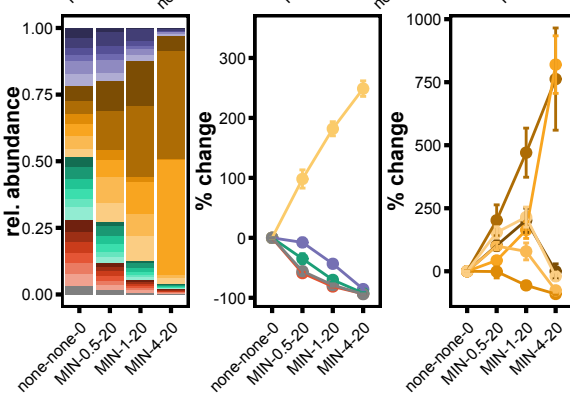 rel. abundance
1.00
0.75
0.50
0.25
0.00
none-none-0
MIN-0.5-20
MIN-1-20
MIN-4-20
% change
300
200
100
0
-100
none-none-0
MIN-0.5-20
MIN-1-20
MIN-4-20
% change
1000
750
500
250
0
none-none-0
MIN-0.5-20
MIN-1-20
MIN-4-20